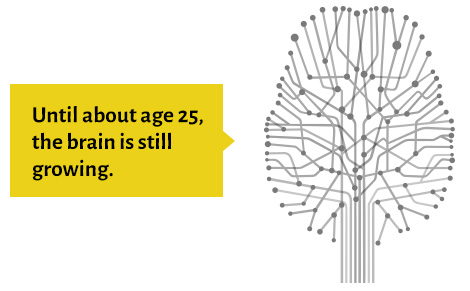 Until about age 25,
the brain is still
growing.